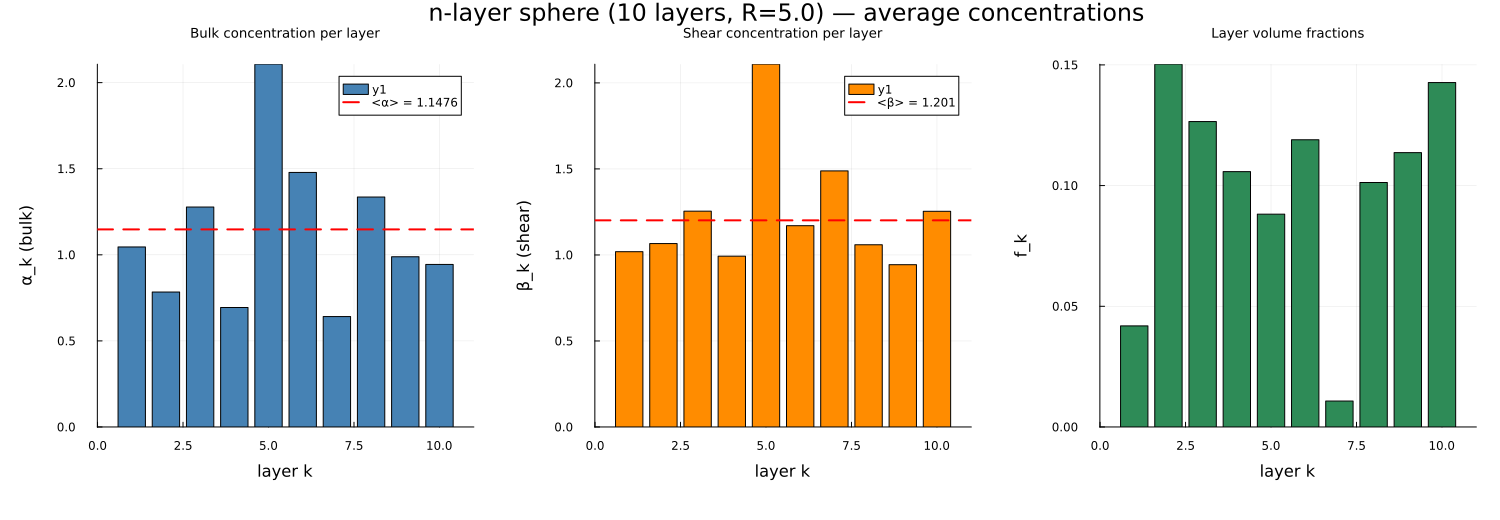 n-layer sphere (10 layers, R=5.0) — average concentrations
Bulk concentration per layer
α_k (bulk)
2.0
1.5
1.0
0.5
0.0
0.0 2.5 5.0 7.5 10.0
layer k
y1
<α> = 1.1476
Shear concentration per layer
β_k (shear)
2.0
1.5
1.0
0.5
0.0
0.0 2.5 5.0 7.5 10.0
layer k
y1
<β> = 1.201
Layer volume fractions
f_k
0.15
0.10
0.05
0.00
0.0 2.5 5.0 7.5 10.0
layer k